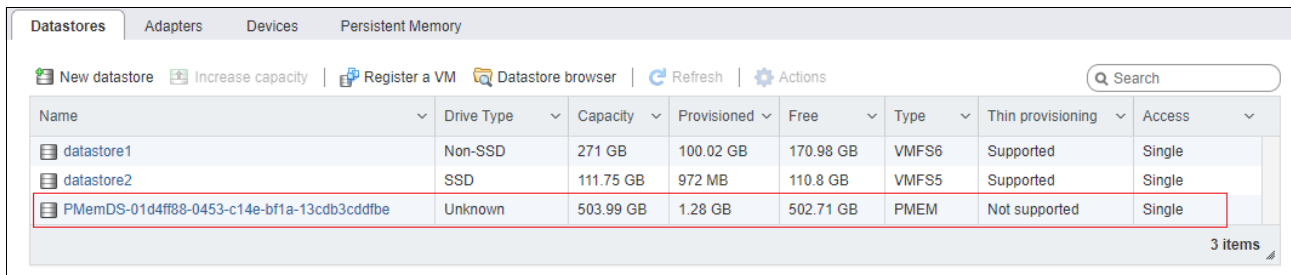 Datastores Adapters Devices Persistent Memory
New datastore Increase capacity Register a VM Datastore browser Refresh Actions Search
Name Drive Type Capacity Provisioned Free Type Thin provisioning Access
datastore1 Non-SSD 271 GB 100.02 GB 170.98 GB VMFS6 Supported Single
datastore2 SSD 111.75 GB 972 MB 110.8 GB VMFS5 Supported Single
PMemDS-01d4ff88-0453-c14e-bf1a-13cdb3cddfbe Unknown 503.99 GB 1.28 GB 502.71 GB PMEM Not supported Single
3 items